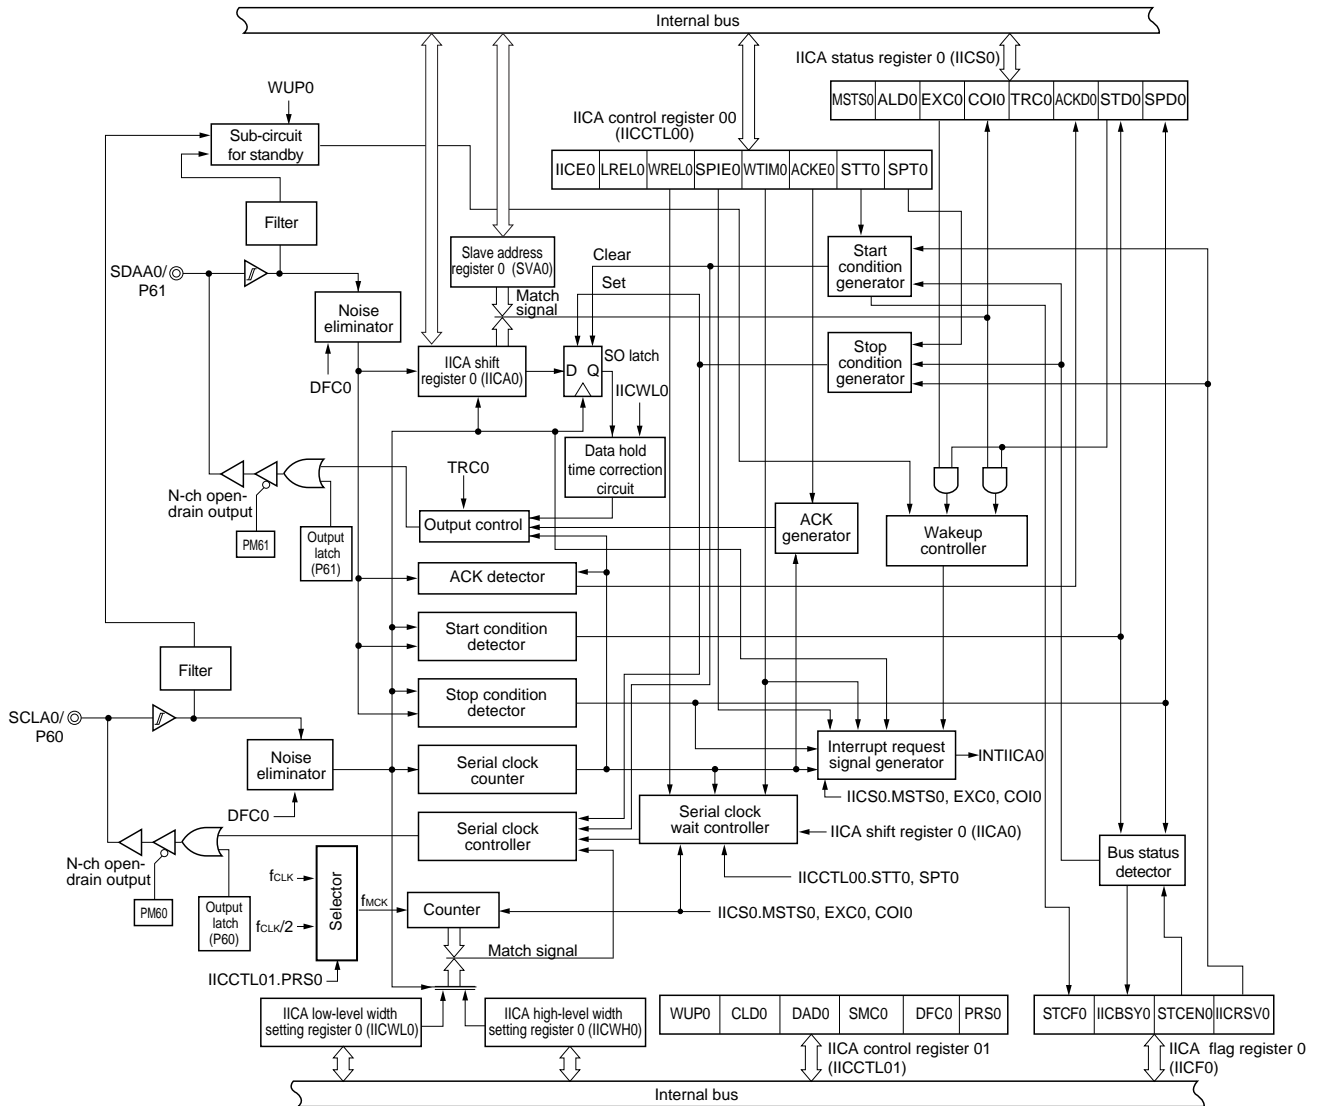 Internal bus
IICA status register 0 (IICS0)
MSTS0 ALD0 EXC0 COI0 TRC0 ACKD0 STD0 SPD0
WUP0
Sub-circuit
for standby
IICA control register 00
(IICCTL00)
IICE0 LREL0 WREL0 SPIE0 WTIM0 ACKE0 STT0 SPT0
Filter
Slave address
register 0 (SVA0)
Clear
Set
Start
condition
generator
SDAA0/
P61
Match
signal
Noise
eliminator
DFC0
IICA shift
register 0 (IICA0)
SO latch
D Q
IICWL0
Stop
condition
generator
Data hold
time correction
circuit
TRC0
N-ch open-
drain output
PM61
Output
latch
(P61)
Output control
ACK
generator
Wakeup
controller
ACK detector
Start condition
detector
Filter
Stop condition
detector
SCLA0/
P60
Noise
eliminator
DFC0
Serial clock
counter
Interrupt request
signal generator
INTIICA0
IICS0.MSTS0, EXC0, COI0
Serial clock
controller
Serial clock
wait controller
IICA shift register 0 (IICA0)
Bus status
detector
N-ch open-
drain output
PM60
Output
latch
(P60)
fCLK
fCLK/2
Selector
fMCK
Counter
IICCTL00.STT0, SPT0
IICS0.MSTS0, EXC0, COI0
Match signal
IICCTL01.PRS0
IICA low-level width
setting register 0 (IICWL0)
IICA high-level width
setting register 0 (IICWH0)
WUP0 CLD0 DAD0 SMC0 DFC0 PRS0
IICA control register 01
(IICCTL01)
STCF0 IICBSY0 STCEN0 IICRSV0
IICA flag register 0
(IICF0)
Internal bus